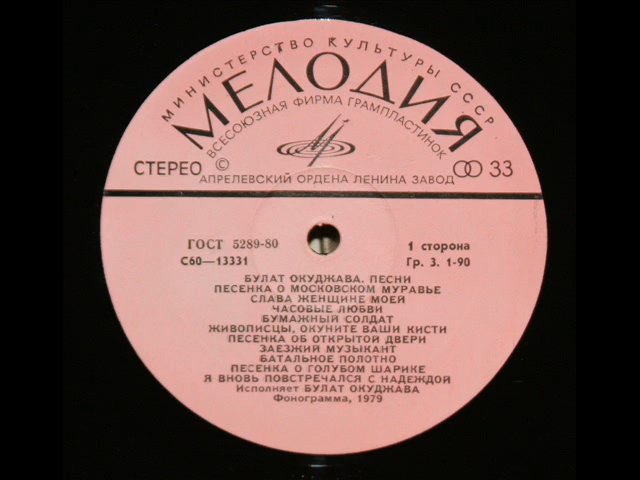 МИНИСТЕРСТВО КУЛЬТУРЫ СССР
МЕЛОДИЯ
ВСЕСОЮЗНАЯ ФИРМА ГРАМПЛАСТИНОК
СТЕРЕО © 33
АПРЕЛЕВСКИЙ ОРДЕНА ЛЕНИНА ЗАВОД
ГОСТ 5289-80 1 сторона
С60—13331 Гр. 3. 1-90
БУЛАТ ОКУДЖАВА. ПЕСНИ
ПЕСЕНКА О МОСКОВСКОМ МУРАВЬЕ
СЛАВА ЖЕНЩИНЕ МОЕЙ
ЧАСОВЫЕ ЛЮБВИ
БУМАЖНЫЙ СОЛДАТ
ЖИВОПИСЦЫ, ОКУНИТЕ ВАШИ КИСТИ
ПЕСЕНКА ОБ ОТКРЫТОЙ ДВЕРИ
ЗАЕЗЖИЙ МУЗЫКАНТ
БАТАЛЬНОЕ ПОЛОТНО
ПЕСЕНКА О ГОЛУБОМ ШАРИКЕ
Я ВНОВЬ ПОВСТРЕЧАЛСЯ С НАДЕЖДОЙ
Исполняет БУЛАТ ОКУДЖАВА
Фонограмма, 1979